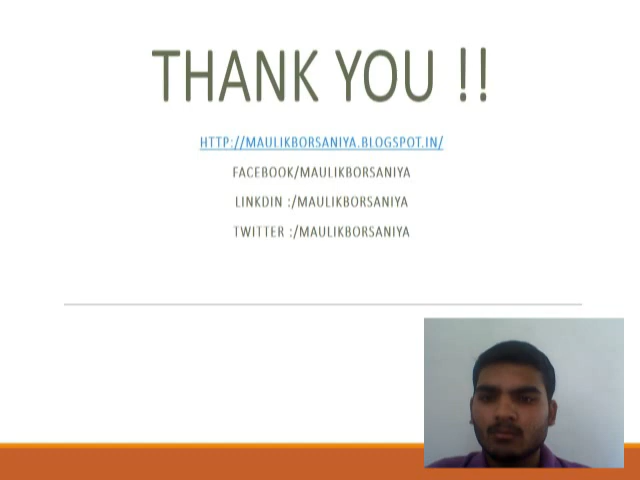 THANK YOU !!
HTTP://MAULIKBORSANIYA.BLOGSPOT.IN/
FACEBOOK/MAULIKBORSANIYA
LINKDIN :/MAULIKBORSANIYA
TWITTER :/MAULIKBORSANIYA